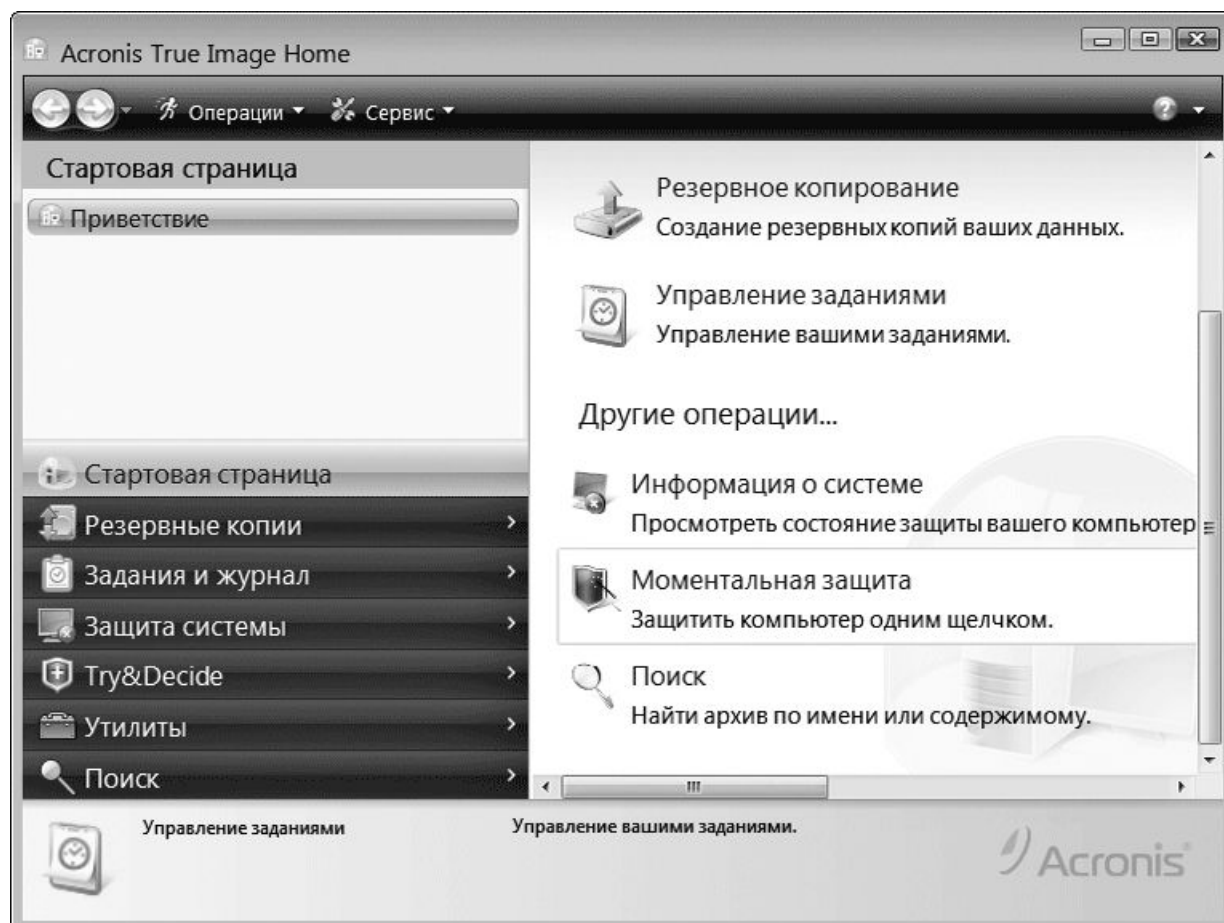 Acronis True Image Home
Операции Сервис
Стартовая страница
Приветствие
Стартовая страница
Резервные копии
Задания и журнал
Защита системы
Try&Decide
Утилиты
Поиск
Резервное копирование
Создание резервных копий ваших данных.
Управление заданиями
Управление вашими заданиями.
Другие операции...
Информация о системе
Просмотреть состояние защиты вашего компьютер
Моментальная защита
Защитить компьютер одним щелчком.
Поиск
Найти архив по имени или содержимому.
Управление заданиями Управление вашими заданиями.
Acronis